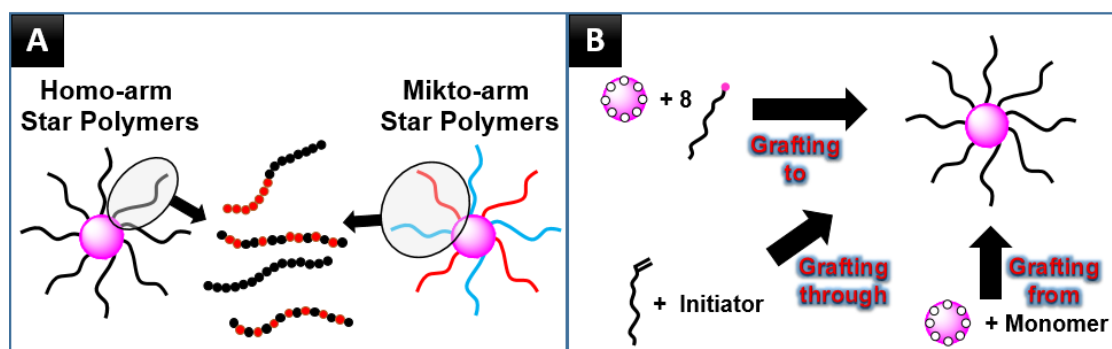 A
Homo-arm
Star Polymers
Mikto-arm
Star Polymers
B
+ 8
Grafting
to
Grafting
through
+ Initiator
Grafting
from
+ Monomer